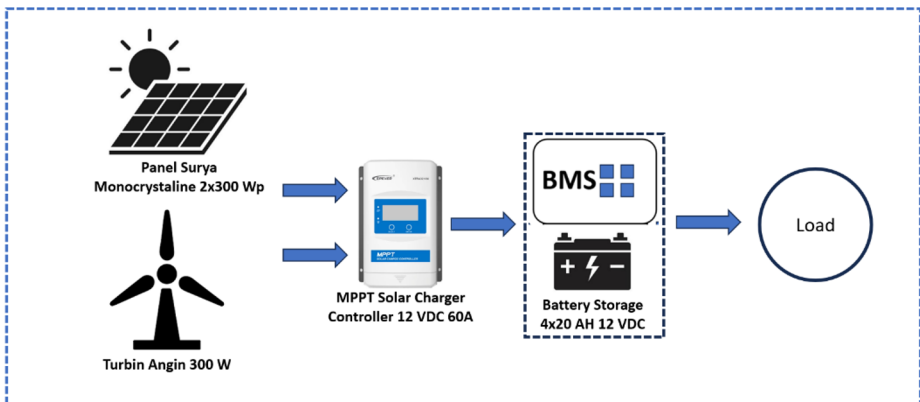 Panel Surya
Monocrystaline 2x300 Wp
Turbin Angin 300 W
MPPT
MPPT Solar Charger
Controller 12 VDC 60A
BMS
Battery Storage
4x20 AH 12 VDC
Load